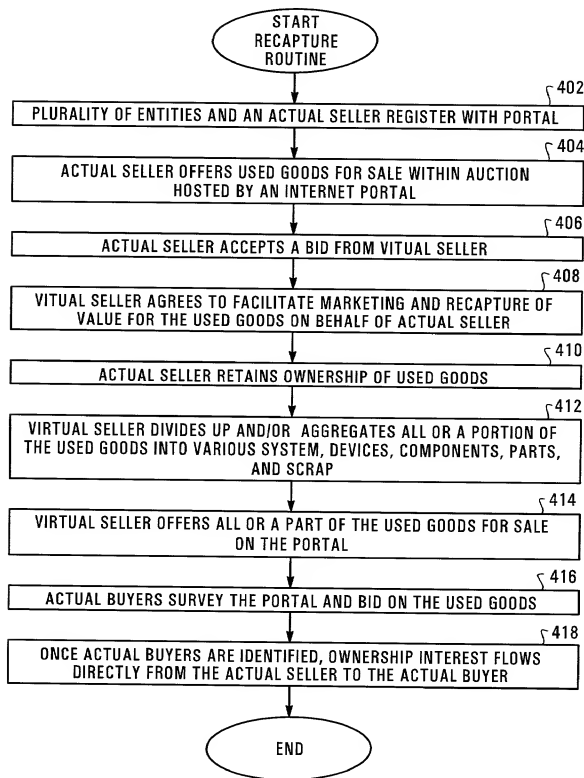 START
RECAPTURE
ROUTINE
402
PLURALITY OF ENTITIES AND AN ACTUAL SELLER REGISTER WITH PORTAL
404
ACTUAL SELLER OFFERS USED GOODS FOR SALE WITHIN AUCTION
HOSTED BY AN INTERNET PORTAL
406
ACTUAL SELLER ACCEPTS A BID FROM VITUAL SELLER
408
VITUAL SELLER AGREES TO FACILITATE MARKETING AND RECAPTURE OF
VALUE FOR THE USED GOODS ON BEHALF OF ACTUAL SELLER
410
ACTUAL SELLER RETAINS OWNERSHIP OF USED GOODS
412
VIRTUAL SELLER DIVIDES UP AND/OR AGGREGATES ALL OR A PORTION OF
THE USED GOODS INTO VARIOUS SYSTEM, DEVICES, COMPONENTS, PARTS,
AND SCRAP
414
VIRTUAL SELLER OFFERS ALL OR A PART OF THE USED GOODS FOR SALE
ON THE PORTAL
416
ACTUAL BUYERS SURVEY THE PORTAL AND BID ON THE USED GOODS
418
ONCE ACTUAL BUYERS ARE IDENTIFIED, OWNERSHIP INTEREST FLOWS
DIRECTLY FROM THE ACTUAL SELLER TO THE ACTUAL BUYER
END